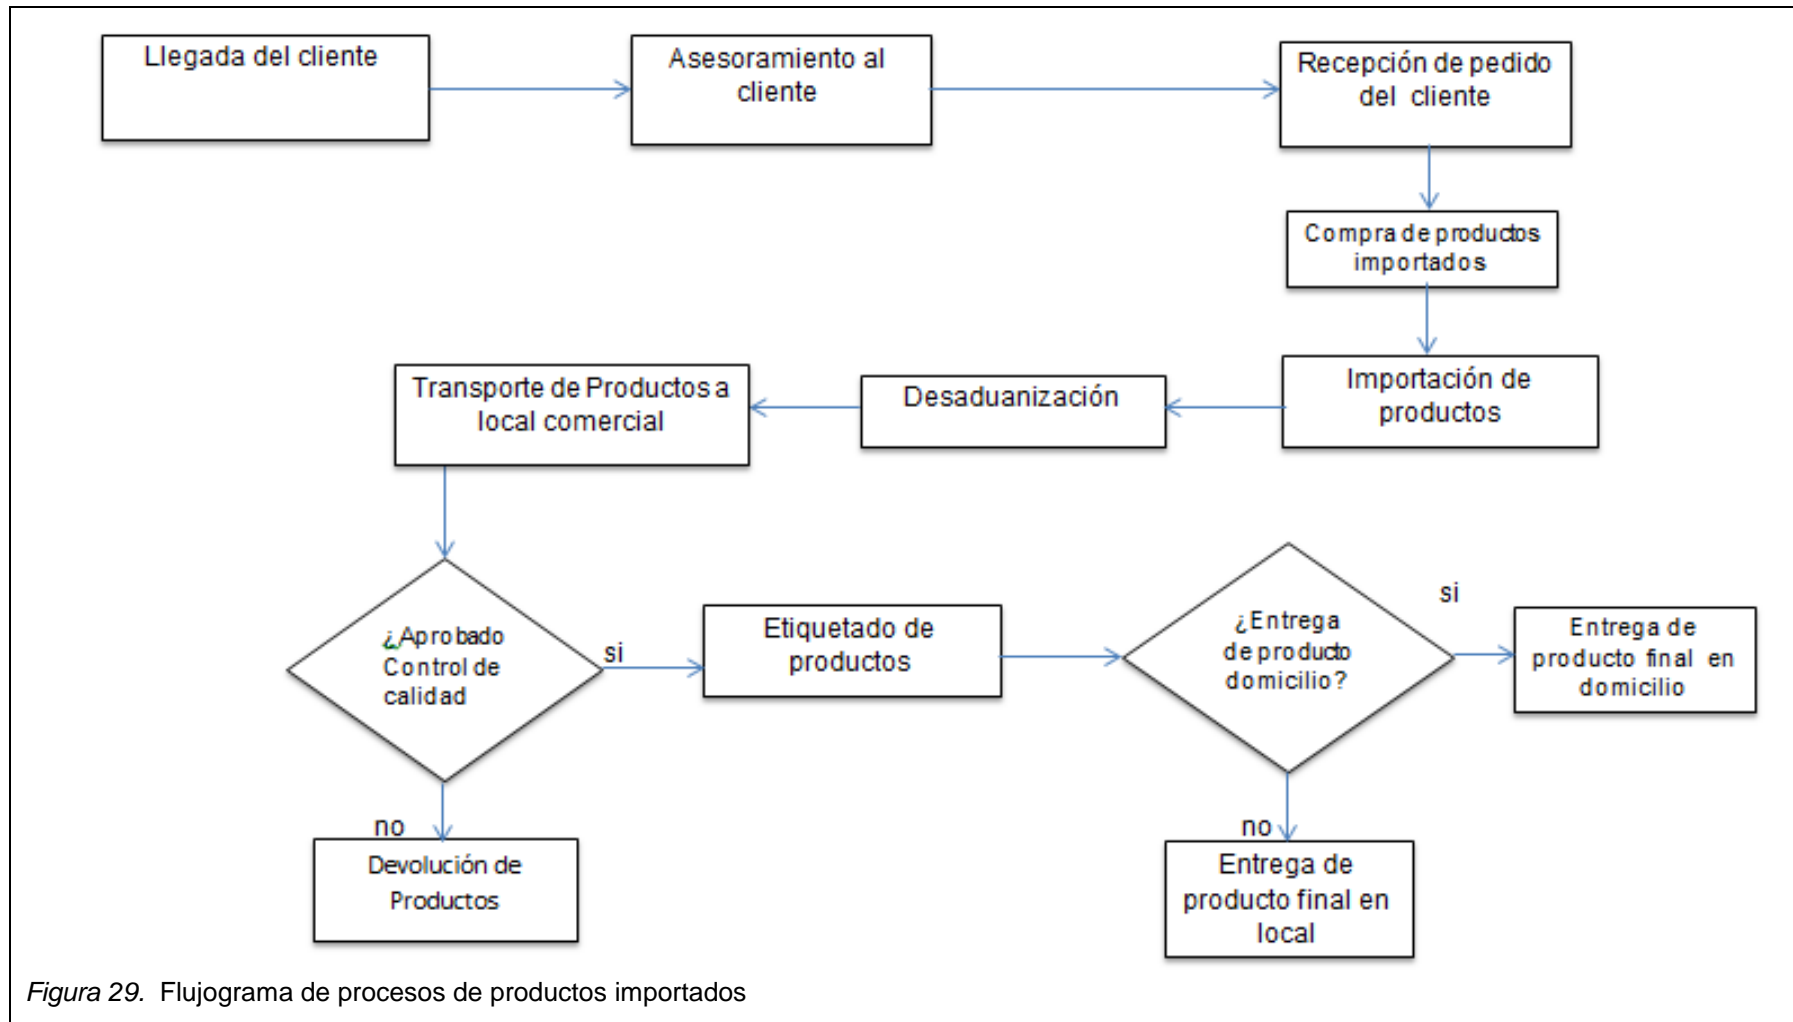 Llegada del cliente
Asesoramiento al
cliente
Recepción de pedido
del cliente
Compra de productos
importados
Importación de
productos
Desaduanización
Transporte de Productos a
local comercial
¿Aprobado
Control de
calidad
si
no
Devolución de
Productos
Etiquetado de
productos
¿Entrega
de producto
domicilio?
si
Entrega de
producto final en
domicilio
no
Entrega de
producto final en
local
Figura 29. Flujograma de procesos de productos importados